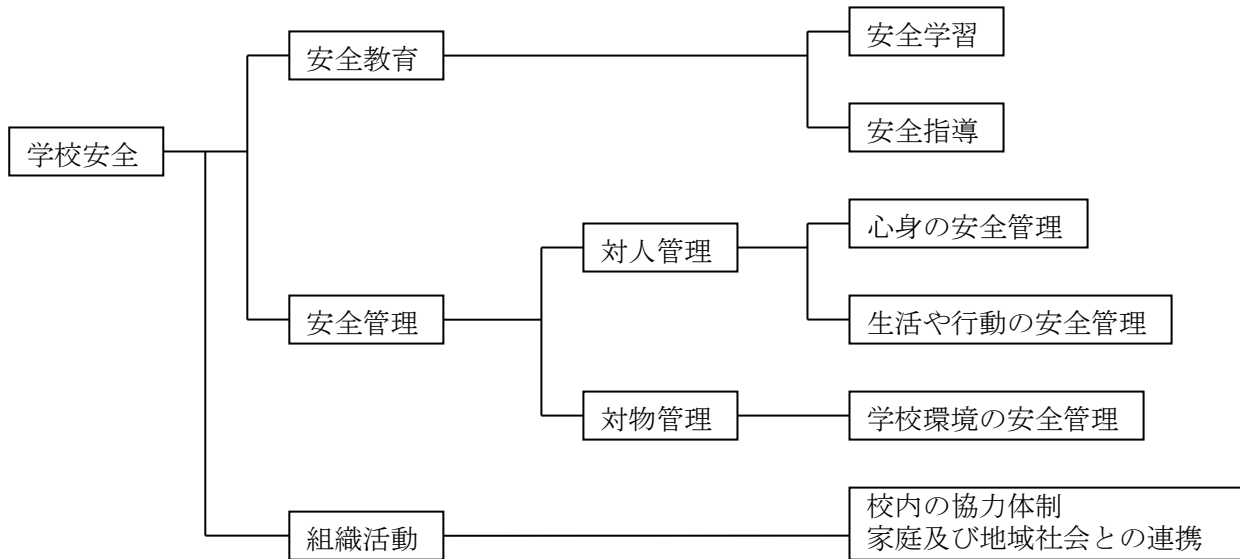 学校安全
安全教育
安全学習
安全指導
安全管理
対人管理
心身の安全管理
生活や行動の安全管理
対物管理
学校環境の安全管理
組織活動
校内の協力体制
家庭及び地域社会との連携